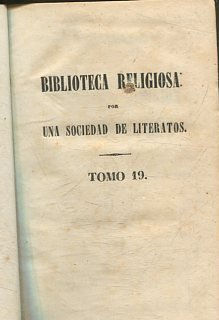 BIBLIOTECA RELIGIOSA.
POR
UNA SOCIEDAD DE LITERATOS.
TOMO 19.